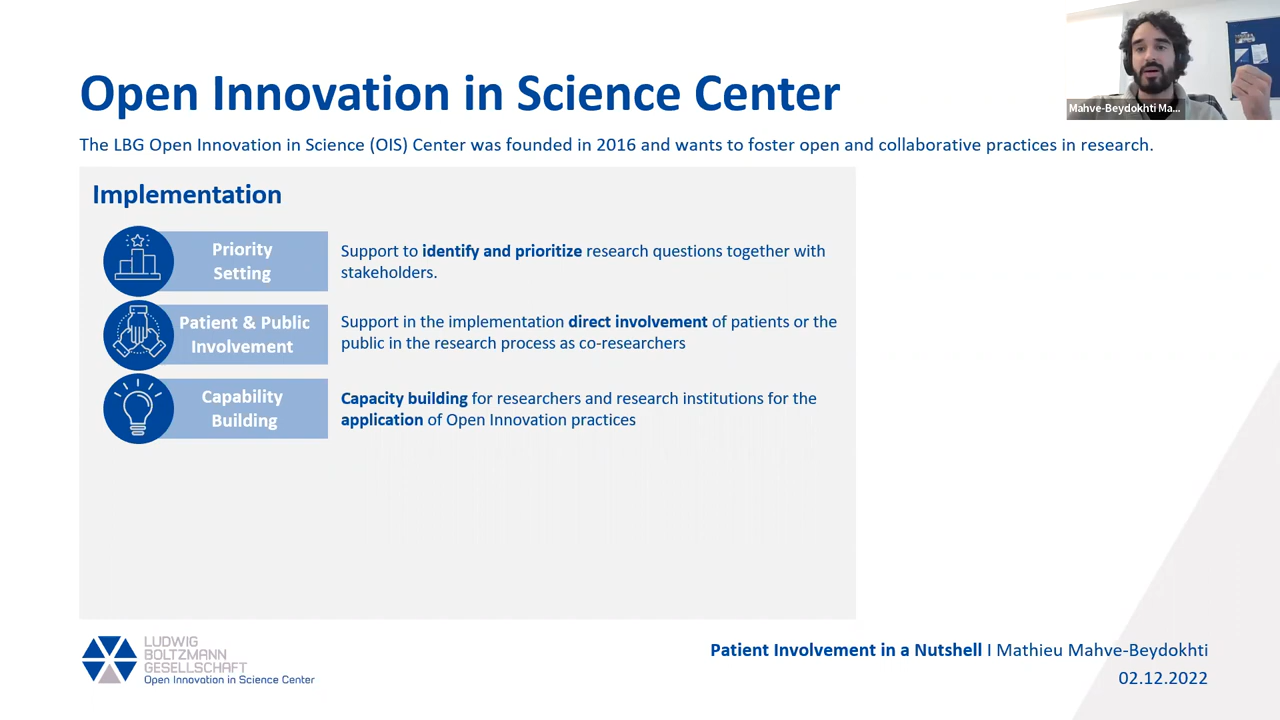 Open Innovation in Science Center
Mahve-Beydokhti Ma...
The LBG Open Innovation in Science (OIS) Center was founded in 2016 and wants to foster open and collaborative practices in research.
Implementation
Priority
Setting
Support to identify and prioritize research questions together with
stakeholders.
Patient & Public
Involvement
Support in the implementation direct involvement of patients or the
public in the research process as co-researchers
Capability
Building
Capacity building for researchers and research institutions for the
application of Open Innovation practices
LUDWIG
BOLTZMANN
GESELLSCHAFT
Open Innovation in Science Center
Patient Involvement in a Nutshell I Mathieu Mahve-Beydokhti
02.12.2022